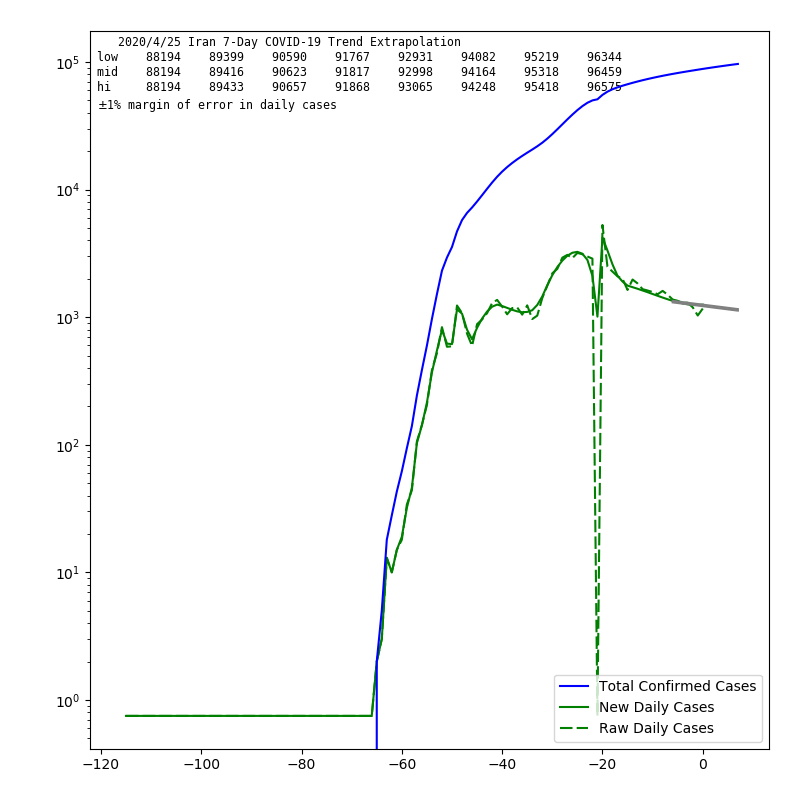 2020/4/25 Iran 7-Day COVID-19 Trend Extrapolation
low 88194 89399 90590 91767 92931 94082 95219 96344
mid 88194 89416 90623 91817 92998 94164 95318 96459
hi 88194 89433 90657 91868 93065 94248 95418 96575
±1% margin of error in daily cases
10^5
10^4
10^3
10^2
10^1
10^0
Total Confirmed Cases
New Daily Cases
Raw Daily Cases
−120 −100 −80 −60 −40 −20 0